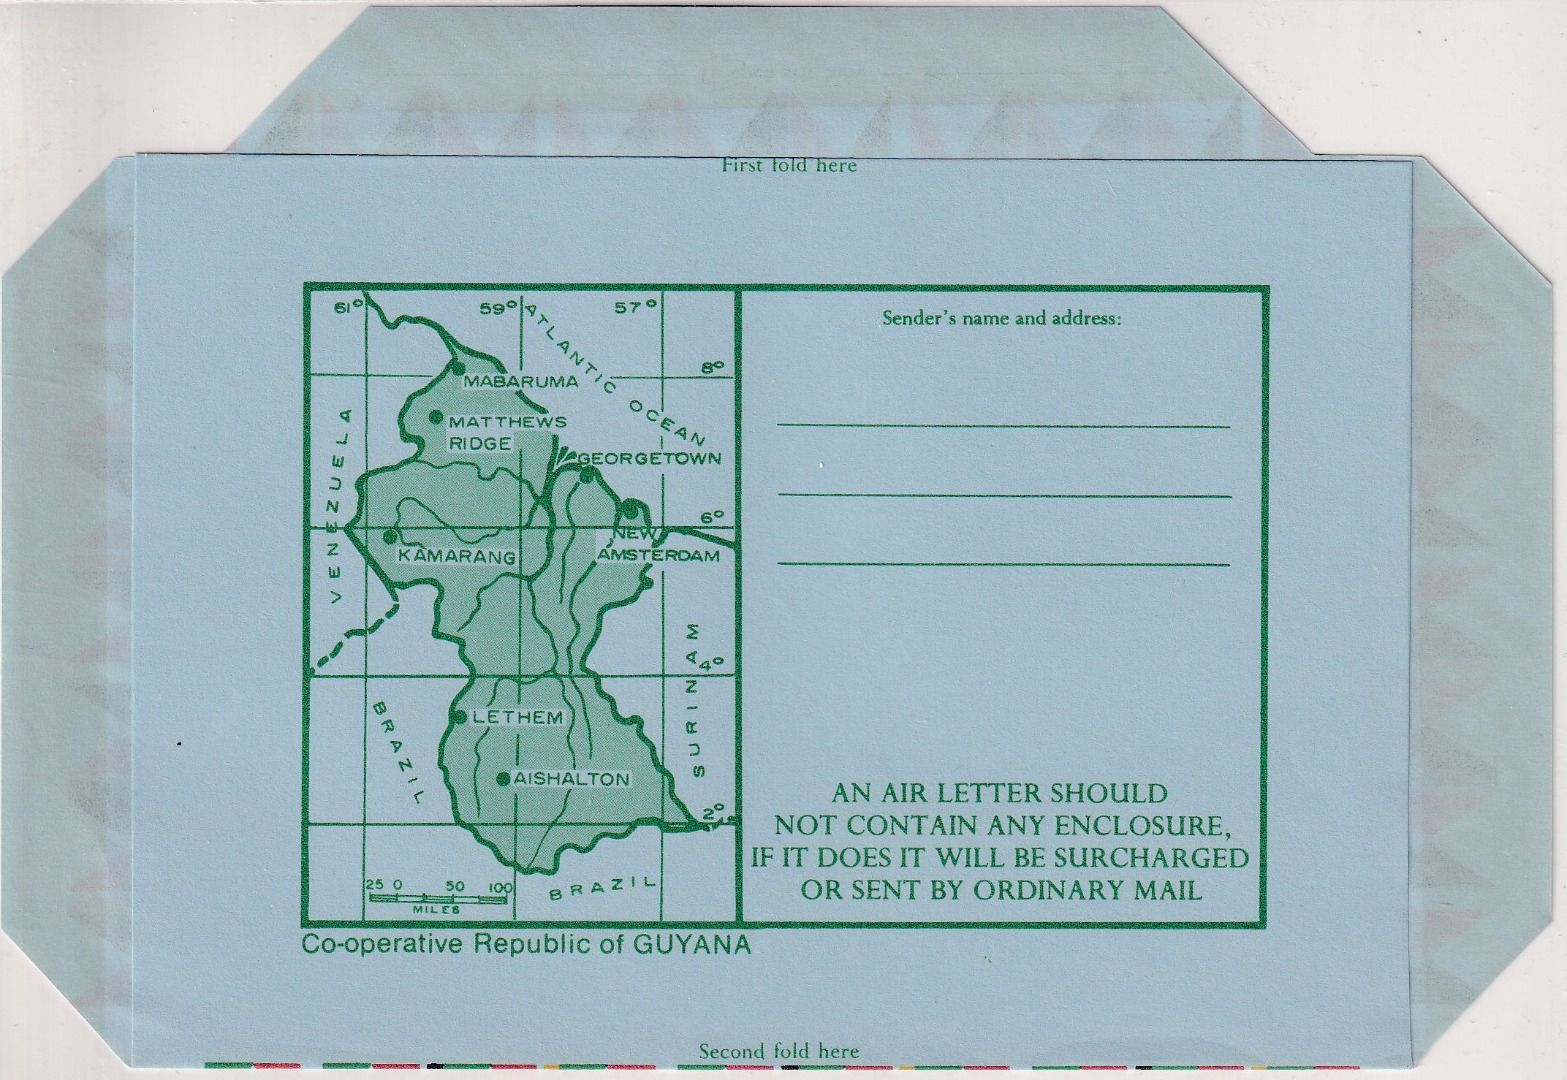 First fold here
61° 59° 57°
ATLANTIC OCEAN
8°
MABARUMA
MATTHEWS
RIDGE
GEORGETOWN
VENEZUELA
6°
NEW
AMSTERDAM
KAMARANG
4°
SURINAM
LETHEM
BRAZIL
AISHALTON
2°
BRAZIL
25 0 50 100
MILES
Sender's name and address:
AN AIR LETTER SHOULD
NOT CONTAIN ANY ENCLOSURE,
IF IT DOES IT WILL BE SURCHARGED
OR SENT BY ORDINARY MAIL
Co-operative Republic of GUYANA
Second fold here